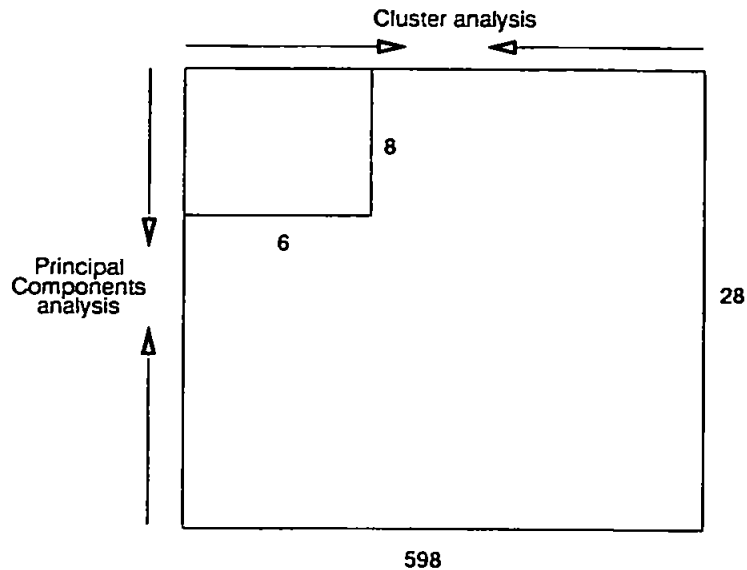 Cluster analysis
8
6
Principal
Components
analysis
28
598